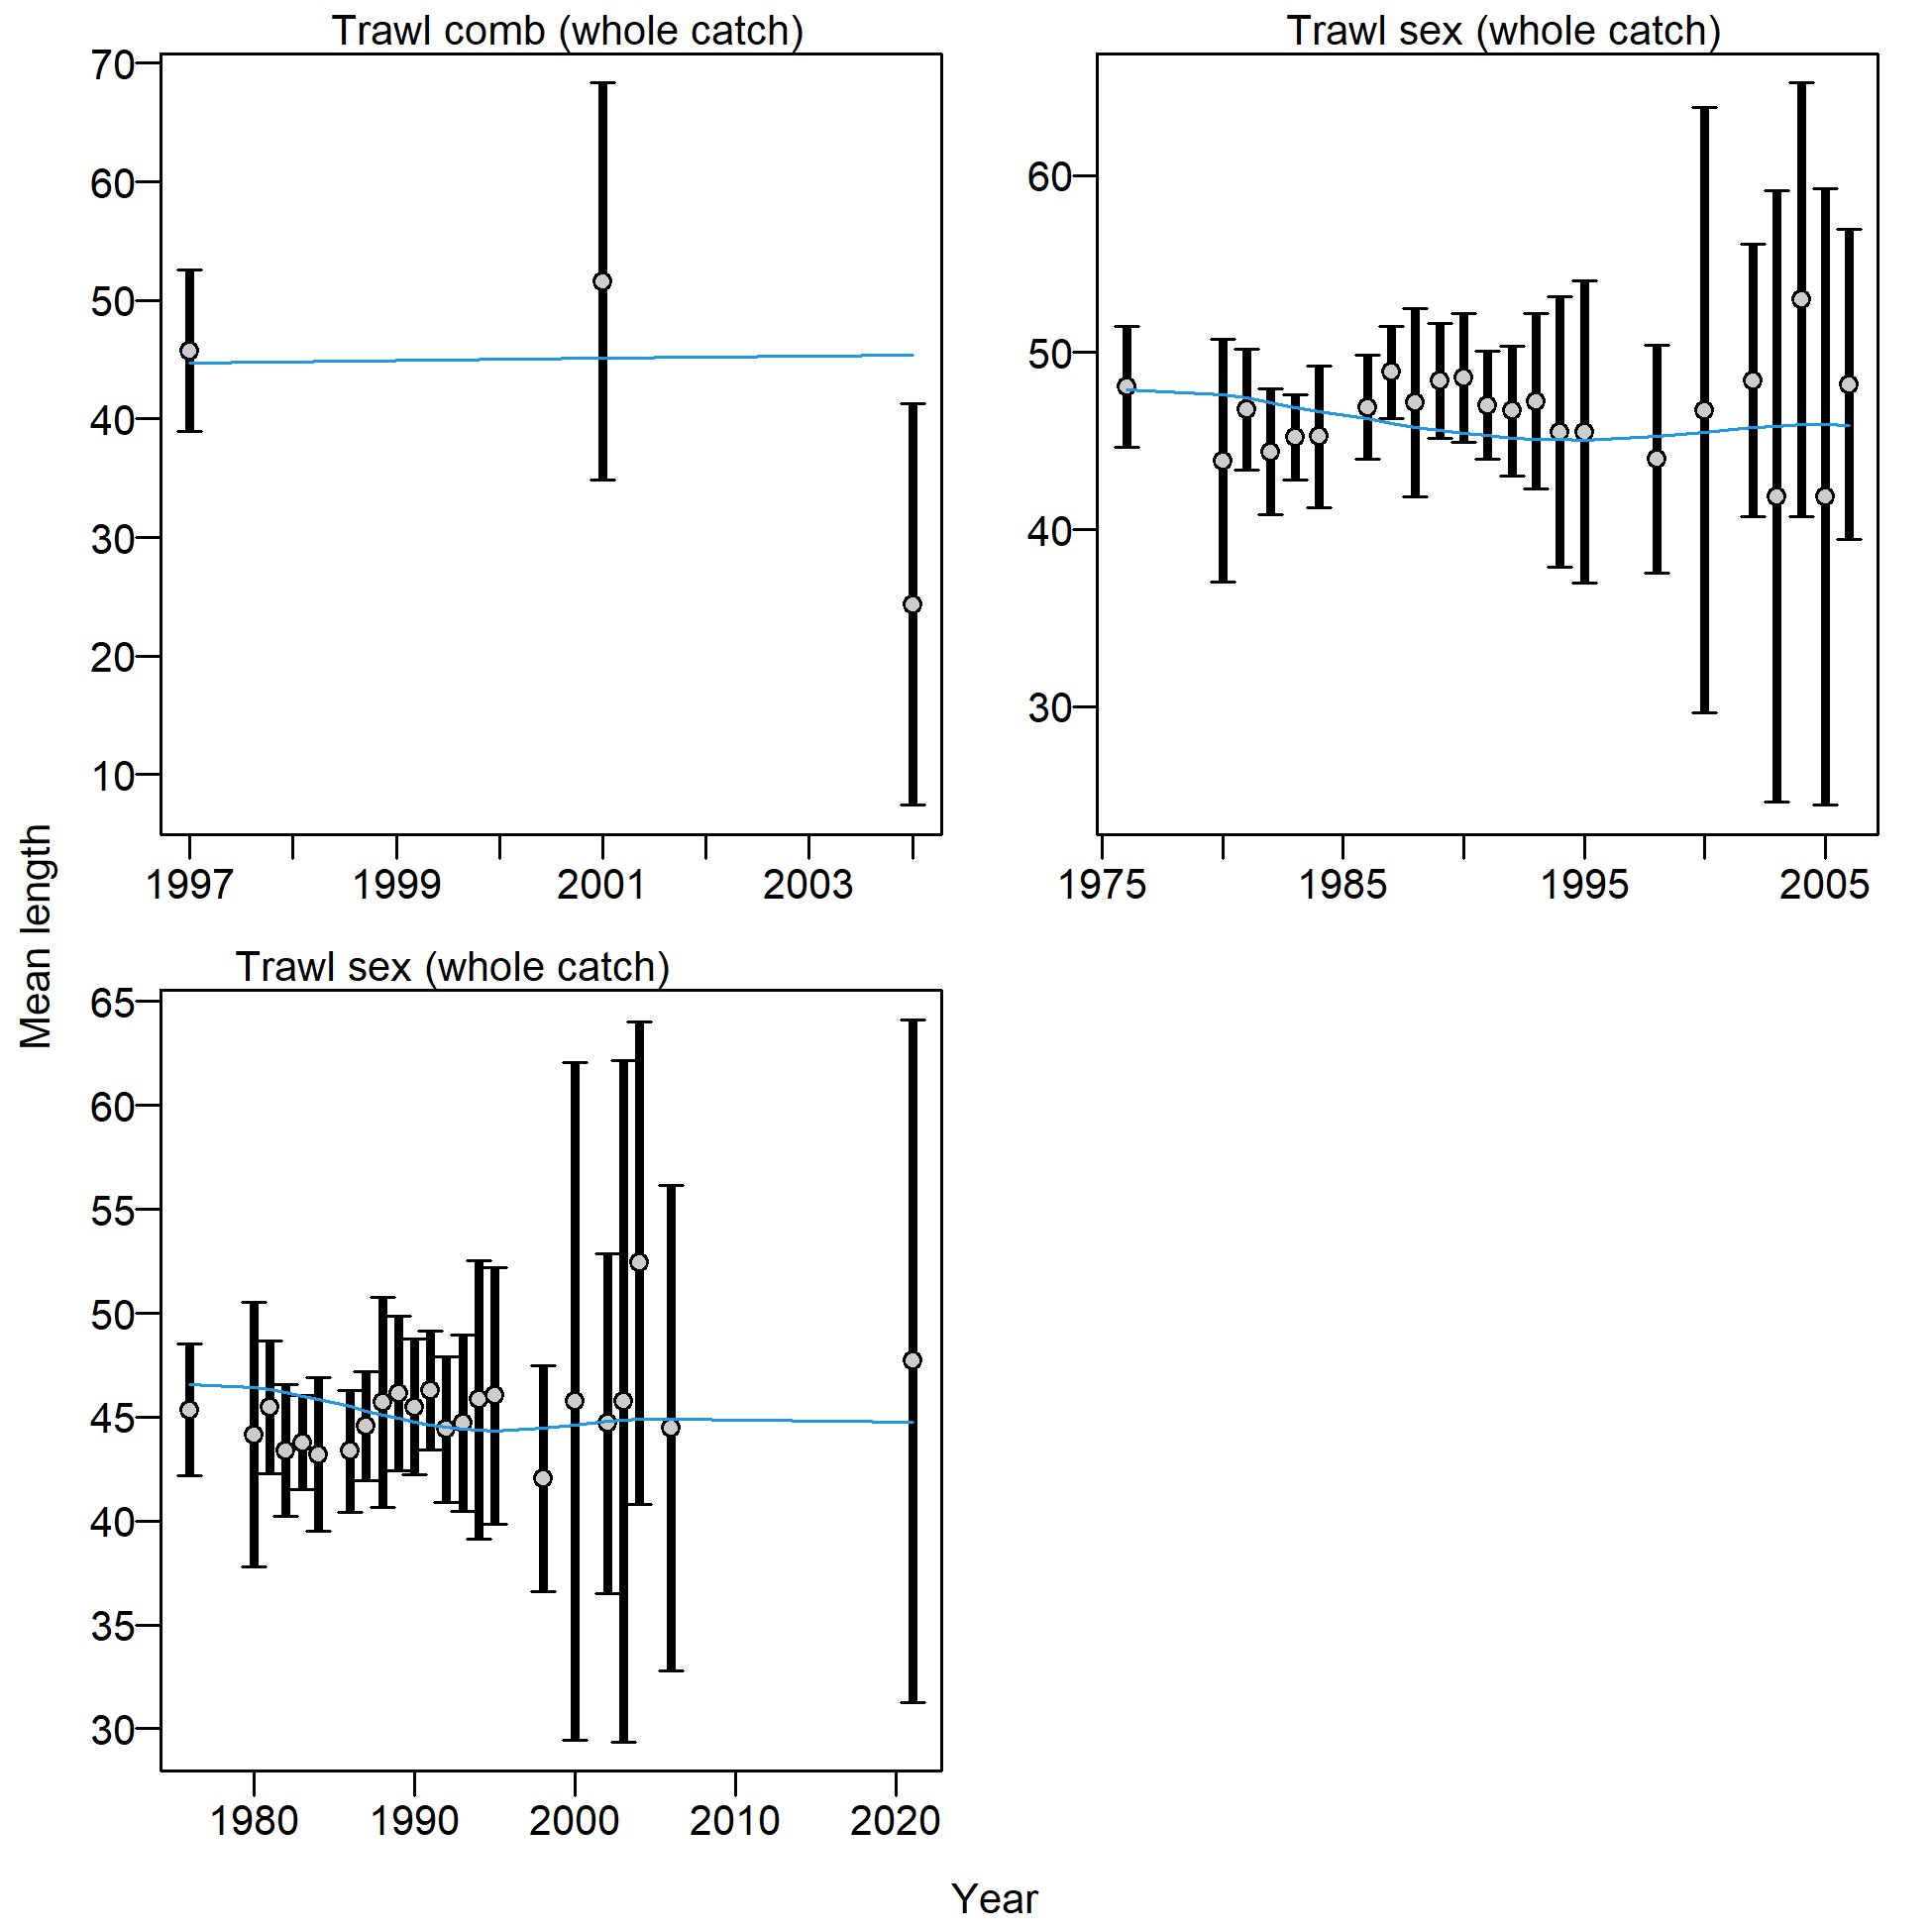 Trawl comb (whole catch)
70
60
50
40
30
20
10
1997 1999 2001 2003
Trawl sex (whole catch)
60
50
40
30
1975 1985 1995 2005
Trawl sex (whole catch)
65
60
55
50
45
40
35
30
1980 1990 2000 2010 2020
Mean length
Year